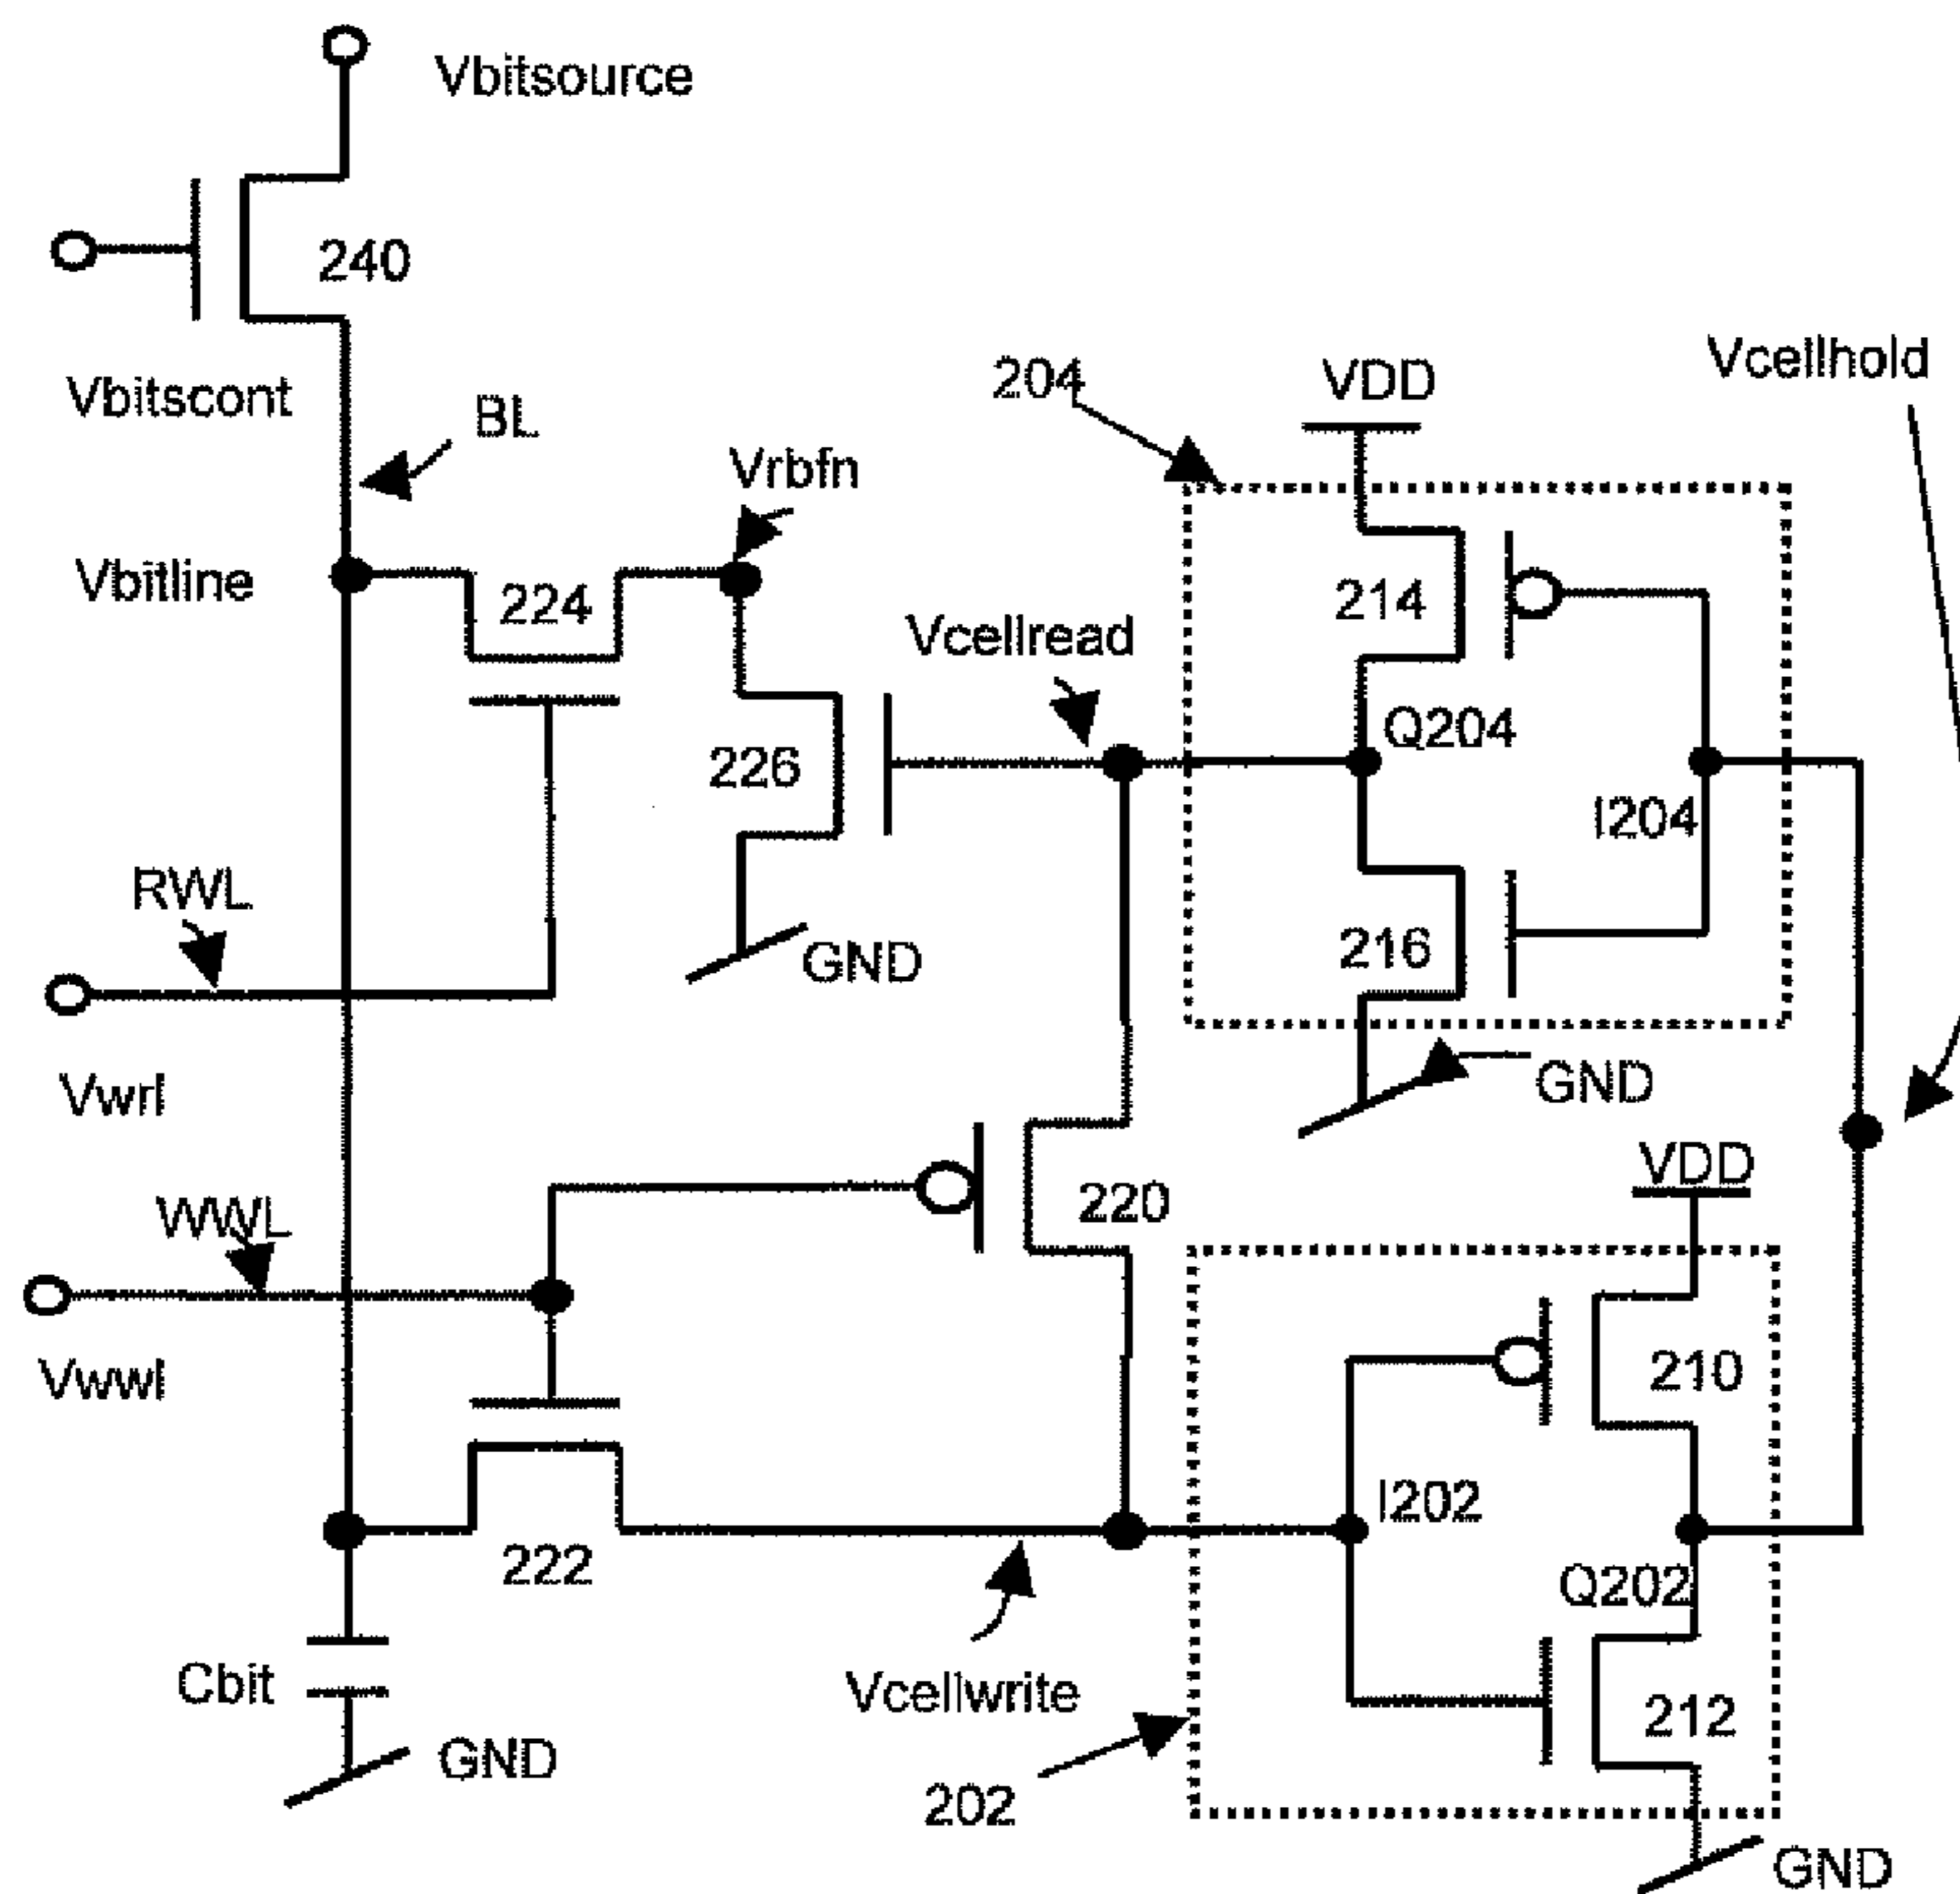 Vbitsource
240
Vbitscont
BL
Vrbfn
Vbitline
224
204
VDD
Vcellhold
214
Vcellread
Q204
226
I204
RWL
216
GND
GND
Vwrl
220
VDD
WWL
Vwwl
210
I202
222
Q202
Cbit
Vcellwrite
212
GND
202
GND